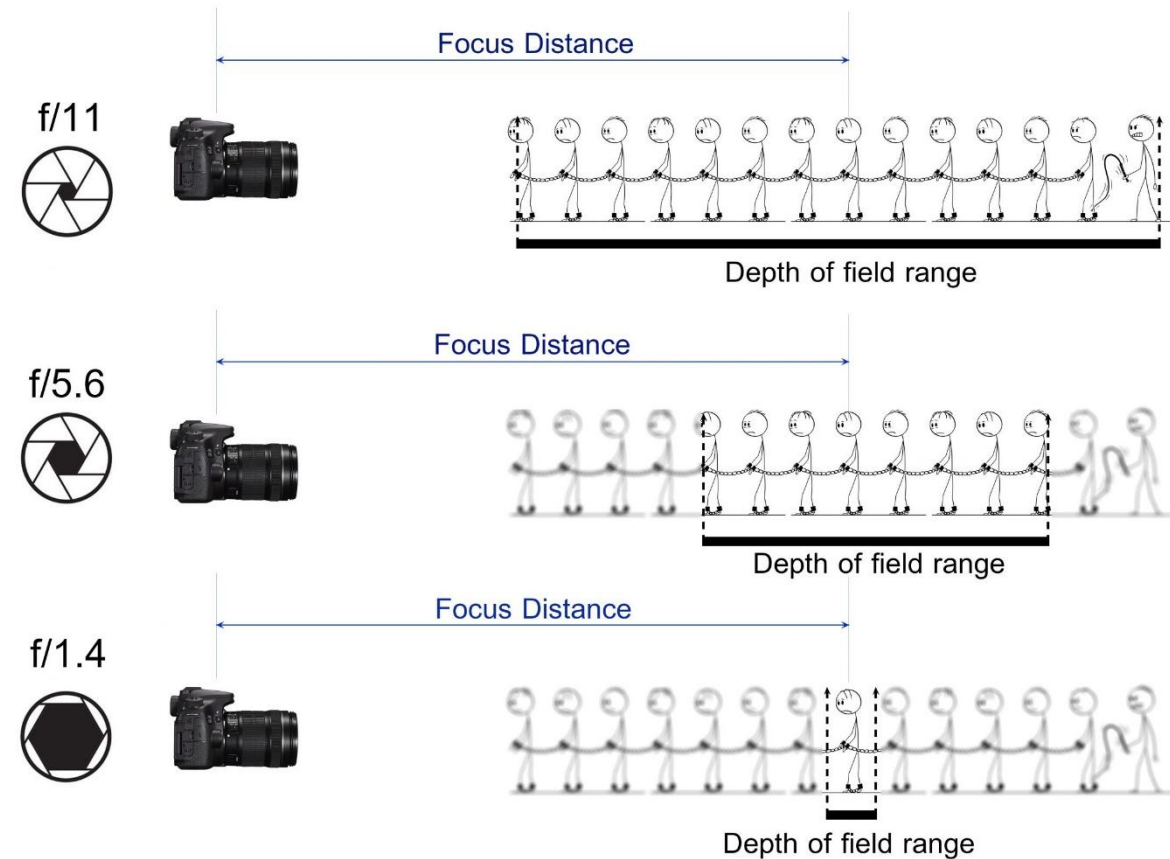 Focus Distance
f/11
Depth of field range
Focus Distance
f/5.6
Depth of field range
Focus Distance
f/1.4
Depth of field range